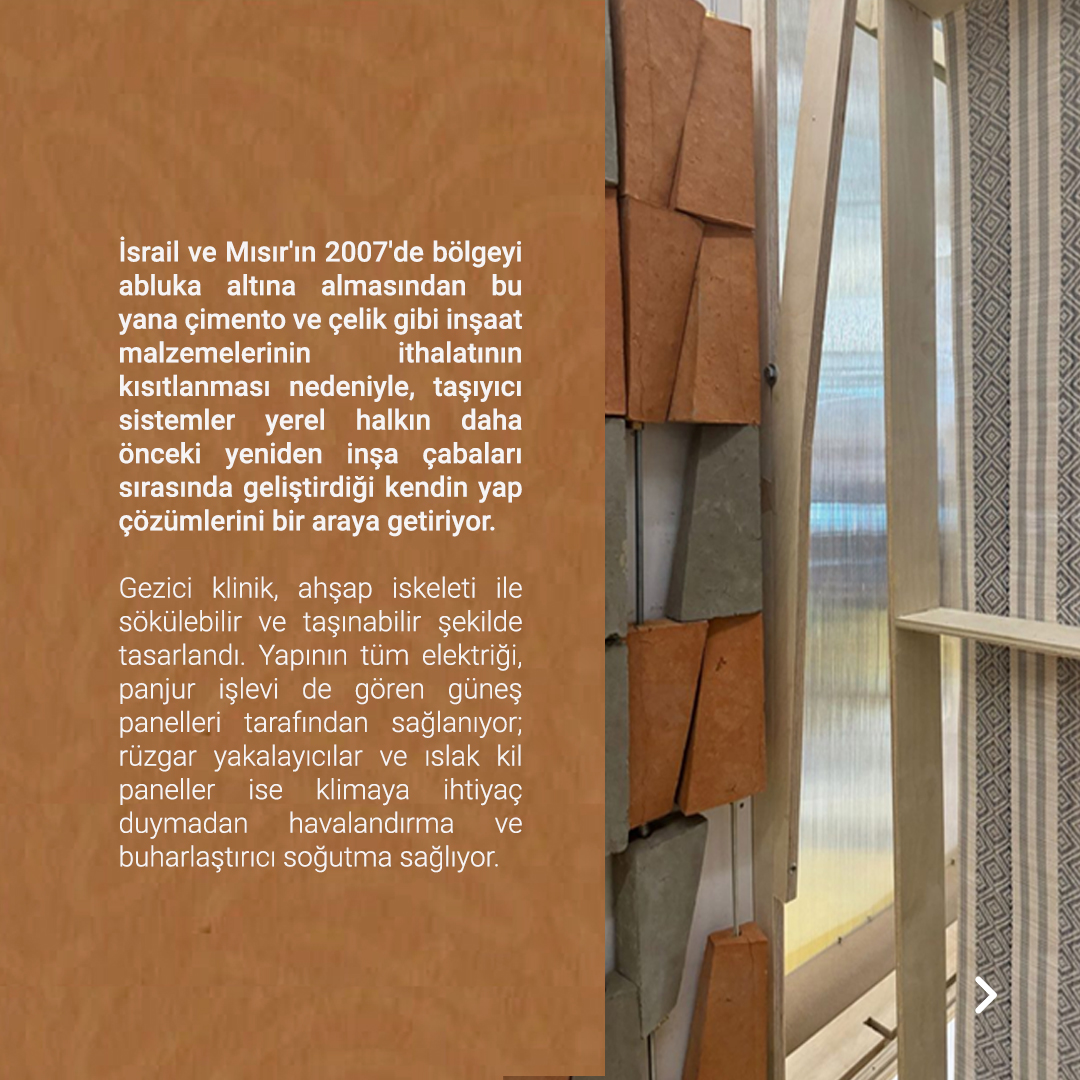 İsrail ve Mısır'ın 2007'de bölgeyi
abluka altına almasından bu
yana çimento ve çelik gibi inşaat
malzemelerinin ithalatının
kısıtlanması nedeniyle, taşıyıcı
sistemler yerel halkın daha
önceki yeniden inşa çabaları
sırasında geliştirdiği kendin yap
çözümlerini bir araya getiriyor.
Gezici klinik, ahşap iskeleti ile
sökülebilir ve taşınabilir şekilde
tasarlandı. Yapının tüm elektriği,
panjur işlevi de gören güneş
panelleri tarafından sağlanıyor;
rüzgar yakalayıcılar ve ıslak kil
paneller ise klimaya ihtiyaç
duymadan havalandırma ve
buharlaştırıcı soğutma sağlıyor.